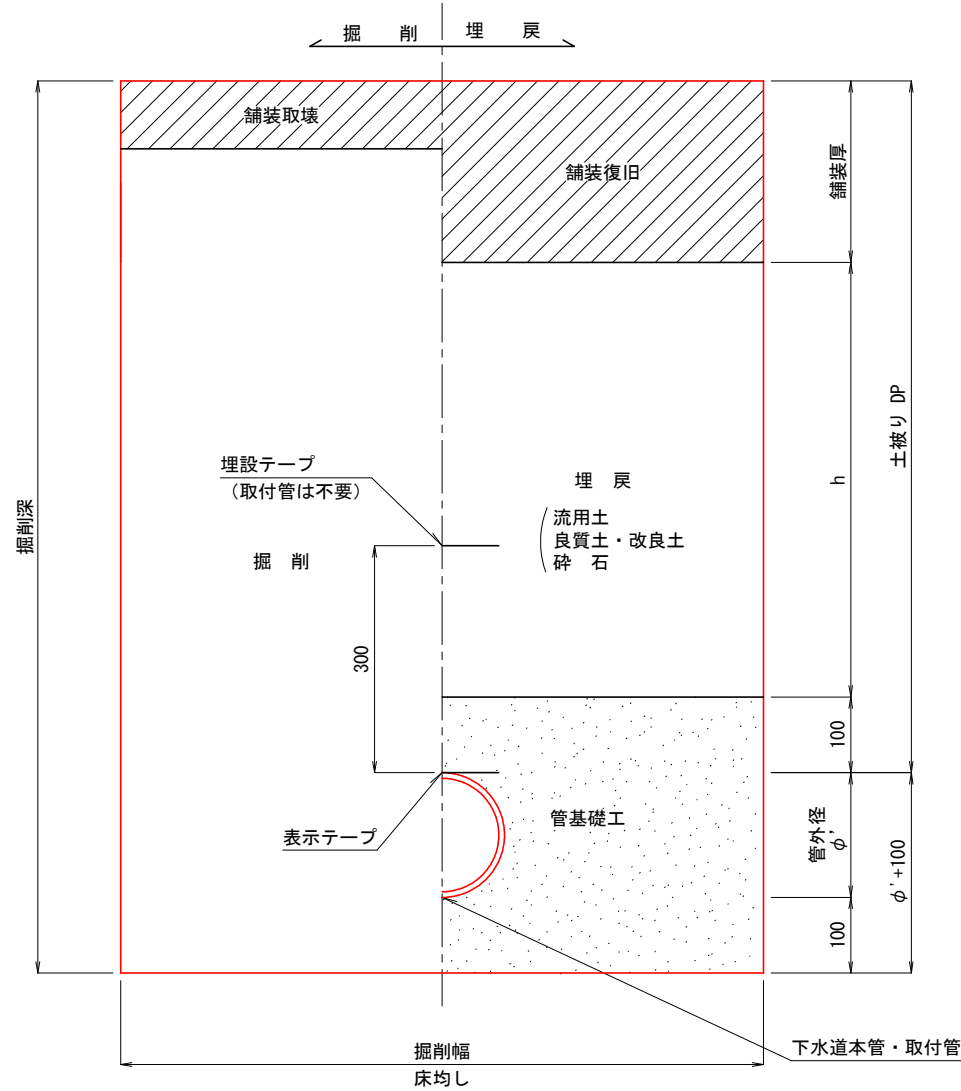 掘 削 埋 戻
舗装取壊
舗装復旧
舗装厚
土被り DP
埋設テープ
(取付管は不要)
埋 戻
流用土
良質土・改良土
砕 石
h
掘削深
掘 削
300
100
管基礎工
表示テープ
管外径
φ'
φ'+100
100
下水道本管・取付管
掘削幅
床均し